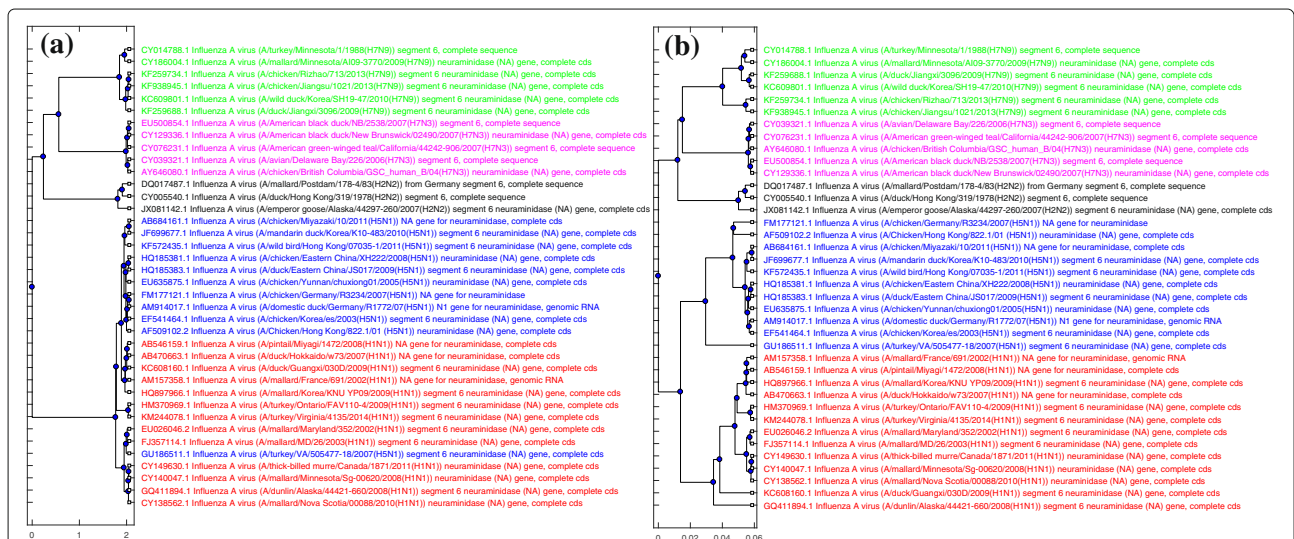 (a)
CY014788.1 Influenza A virus (A/turkey/Minnesota/1/1988(H7N9)) segment 6, complete sequence
CY186004.1 Influenza A virus (A/mallard/Minnesota/AI09-3770/2009(H7N9)) segment 6 neuraminidase (NA) gene, complete cds
KF259734.1 Influenza A virus (A/chicken/Rizhao/713/2013(H7N9)) segment 6 neuraminidase (NA) gene, complete cds
KF938945.1 Influenza A virus (A/chicken/Jiangsu/1021/2013(H7N9)) segment 6 neuraminidase (NA) gene, complete cds
KC609801.1 Influenza A virus (A/wild duck/Korea/SH19-47/2010(H7N9)) segment 6 neuraminidase (NA) gene, complete cds
KF259688.1 Influenza A virus (A/duck/Jiangxi/3096/2009(H7N9)) segment 6 neuraminidase (NA) gene, complete cds
EU500854.1 Influenza A virus (A/American black duck/NB/2538/2007(H7N3)) segment 6, complete sequence
CY129336.1 Influenza A virus (A/American black duck/New Brunswick/02490/2007(H7N3)) neuraminidase (NA) gene, complete cds
CY076231.1 Influenza A virus (A/American green-winged teal/California/44242-906/2007(H7N3)) segment 6, complete sequence
CY039321.1 Influenza A virus (A/avian/Delaware Bay/226/2006(H7N3)) segment 6, complete sequence
AY646080.1 Influenza A virus (A/chicken/British Columbia/GSC_human_B/04(H7N3)) neuraminidase (NA) gene, complete cds
DQ017487.1 Influenza A virus (A/mallard/Postdam/178-4/83(H2N2)) from Germany segment 6, complete sequence
CY005540.1 Influenza A virus (A/duck/Hong Kong/319/1978(H2N2)) segment 6, complete sequence
JX081142.1 Influenza A virus (A/emperor goose/Alaska/44297-260/2007(H2N2)) segment 6 neuraminidase (NA) gene, complete cds
AB684161.1 Influenza A virus (A/chicken/Miyazaki/10/2011(H5N1)) NA gene for neuraminidase, complete cds
JF699677.1 Influenza A virus (A/mandarin duck/Korea/K10-483/2010(H5N1)) segment 6 neuraminidase (NA) gene, complete cds
KF572435.1 Influenza A virus (A/wild bird/Hong Kong/07035-1/2011(H5N1)) segment 6 neuraminidase (NA) gene, complete cds
HQ185381.1 Influenza A virus (A/chicken/Eastern China/XH222/2008(H5N1)) segment 6 neuraminidase (NA) gene, complete cds
HQ185383.1 Influenza A virus (A/duck/Eastern China/JS017/2009(H5N1)) segment 6 neuraminidase (NA) gene, complete cds
EU635875.1 Influenza A virus (A/chicken/Yunnan/chuxiong01/2005(H5N1)) neuraminidase (NA) gene, complete cds
FM177121.1 Influenza A virus (A/chicken/Germany/R3234/2007(H5N1)) NA gene for neuraminidase
AM914017.1 Influenza A virus (A/domestic duck/Germany/R1772/07(H5N1)) N1 gene for neuraminidase, genomic RNA
EF541464.1 Influenza A virus (A/chicken/Korea/es/2003(H5N1)) segment 6 neuraminidase (NA) gene, complete cds
AF509102.2 Influenza A virus (A/Chicken/Hong Kong/822.1/01 (H5N1)) neuraminidase (NA) gene, complete cds
AB546159.1 Influenza A virus (A/pintail/Miyagi/1472/2008(H1N1)) NA gene for neuraminidase, complete cds
AB470663.1 Influenza A virus (A/duck/Hokkaido/w73/2007(H1N1)) NA gene for neuraminidase, complete cds
KC608160.1 Influenza A virus (A/duck/Guangxi/030D/2009(H1N1)) segment 6 neuraminidase (NA) gene, complete cds
AM157358.1 Influenza A virus (A/mallard/France/691/2002(H1N1)) NA gene for neuraminidase, genomic RNA
HQ897966.1 Influenza A virus (A/mallard/Korea/KNU YP09/2009(H1N1)) segment 6 neuraminidase (NA) gene, complete cds
HM370969.1 Influenza A virus (A/turkey/Ontario/FAV110-4/2009(H1N1)) segment 6 neuraminidase (NA) gene, complete cds
KM244078.1 Influenza A virus (A/turkey/Virginia/4135/2014(H1N1)) segment 6 neuraminidase (NA) gene, complete cds
EU026046.2 Influenza A virus (A/mallard/Maryland/352/2002(H1N1)) segment 6 neuraminidase (NA) gene, complete cds
FJ357114.1 Influenza A virus (A/mallard/MD/26/2003(H1N1)) segment 6 neuraminidase (NA) gene, complete cds
GU186511.1 Influenza A virus (A/turkey/VA/505477-18/2007(H5N1)) segment 6 neuraminidase (NA) gene, complete cds
CY149630.1 Influenza A virus (A/thick-billed murre/Canada/1871/2011(H1N1)) neuraminidase (NA) gene, complete cds
CY140047.1 Influenza A virus (A/mallard/Minnesota/Sg-00620/2008(H1N1)) neuraminidase (NA) gene, complete cds
GQ411894.1 Influenza A virus (A/dunlin/Alaska/44421-660/2008(H1N1)) segment 6 neuraminidase (NA) gene, complete cds
CY138562.1 Influenza A virus (A/mallard/Nova Scotia/00088/2010(H1N1)) neuraminidase (NA) gene, complete cds
0 1 2
(b)
CY014788.1 Influenza A virus (A/turkey/Minnesota/1/1988(H7N9)) segment 6, complete sequence
CY186004.1 Influenza A virus (A/mallard/Minnesota/AI09-3770/2009(H7N9)) segment 6 neuraminidase (NA) gene, complete cds
KF259688.1 Influenza A virus (A/duck/Jiangxi/3096/2009(H7N9)) segment 6 neuraminidase (NA) gene, complete cds
KC609801.1 Influenza A virus (A/wild duck/Korea/SH19-47/2010(H7N9)) segment 6 neuraminidase (NA) gene, complete cds
KF259734.1 Influenza A virus (A/chicken/Rizhao/713/2013(H7N9)) segment 6 neuraminidase (NA) gene, complete cds
KF938945.1 Influenza A virus (A/chicken/Jiangsu/1021/2013(H7N9)) segment 6 neuraminidase (NA) gene, complete cds
CY039321.1 Influenza A virus (A/avian/Delaware Bay/226/2006(H7N3)) segment 6, complete sequence
CY076231.1 Influenza A virus (A/American green-winged teal/California/44242-906/2007(H7N3)) segment 6, complete sequence
AY646080.1 Influenza A virus (A/chicken/British Columbia/GSC_human_B/04(H7N3)) neuraminidase (NA) gene, complete cds
EU500854.1 Influenza A virus (A/American black duck/NB/2538/2007(H7N3)) segment 6, complete sequence
CY129336.1 Influenza A virus (A/American black duck/New Brunswick/02490/2007(H7N3)) neuraminidase (NA) gene, complete cds
DQ017487.1 Influenza A virus (A/mallard/Postdam/178-4/83(H2N2)) from Germany segment 6, complete sequence
CY005540.1 Influenza A virus (A/duck/Hong Kong/319/1978(H2N2)) segment 6, complete sequence
JX081142.1 Influenza A virus (A/emperor goose/Alaska/44297-260/2007(H2N2)) segment 6 neuraminidase (NA) gene, complete cds
FM177121.1 Influenza A virus (A/chicken/Germany/R3234/2007(H5N1)) NA gene for neuraminidase
AF509102.2 Influenza A virus (A/Chicken/Hong Kong/822.1/01 (H5N1)) neuraminidase (NA) gene, complete cds
AB684161.1 Influenza A virus (A/chicken/Miyazaki/10/2011(H5N1)) NA gene for neuraminidase, complete cds
JF699677.1 Influenza A virus (A/mandarin duck/Korea/K10-483/2010(H5N1)) segment 6 neuraminidase (NA) gene, complete cds
KF572435.1 Influenza A virus (A/wild bird/Hong Kong/07035-1/2011(H5N1)) segment 6 neuraminidase (NA) gene, complete cds
HQ185381.1 Influenza A virus (A/chicken/Eastern China/XH222/2008(H5N1)) segment 6 neuraminidase (NA) gene, complete cds
HQ185383.1 Influenza A virus (A/duck/Eastern China/JS017/2009(H5N1)) segment 6 neuraminidase (NA) gene, complete cds
EU635875.1 Influenza A virus (A/chicken/Yunnan/chuxiong01/2005(H5N1)) neuraminidase (NA) gene, complete cds
AM914017.1 Influenza A virus (A/domestic duck/Germany/R1772/07(H5N1)) N1 gene for neuraminidase, genomic RNA
EF541464.1 Influenza A virus (A/chicken/Korea/es/2003(H5N1)) segment 6 neuraminidase (NA) gene, complete cds
GU186511.1 Influenza A virus (A/turkey/VA/505477-18/2007(H5N1)) segment 6 neuraminidase (NA) gene, complete cds
AM157358.1 Influenza A virus (A/mallard/France/691/2002(H1N1)) NA gene for neuraminidase, genomic RNA
AB546159.1 Influenza A virus (A/pintail/Miyagi/1472/2008(H1N1)) NA gene for neuraminidase, complete cds
HQ897966.1 Influenza A virus (A/mallard/Korea/KNU YP09/2009(H1N1)) segment 6 neuraminidase (NA) gene, complete cds
AB470663.1 Influenza A virus (A/duck/Hokkaido/w73/2007(H1N1)) NA gene for neuraminidase, complete cds
HM370969.1 Influenza A virus (A/turkey/Ontario/FAV110-4/2009(H1N1)) segment 6 neuraminidase (NA) gene, complete cds
KM244078.1 Influenza A virus (A/turkey/Virginia/4135/2014(H1N1)) segment 6 neuraminidase (NA) gene, complete cds
EU026046.2 Influenza A virus (A/mallard/Maryland/352/2002(H1N1)) segment 6 neuraminidase (NA) gene, complete cds
FJ357114.1 Influenza A virus (A/mallard/MD/26/2003(H1N1)) segment 6 neuraminidase (NA) gene, complete cds
CY149630.1 Influenza A virus (A/thick-billed murre/Canada/1871/2011(H1N1)) neuraminidase (NA) gene, complete cds
CY140047.1 Influenza A virus (A/mallard/Minnesota/Sg-00620/2008(H1N1)) neuraminidase (NA) gene, complete cds
CY138562.1 Influenza A virus (A/mallard/Nova Scotia/00088/2010(H1N1)) neuraminidase (NA) gene, complete cds
KC608160.1 Influenza A virus (A/duck/Guangxi/030D/2009(H1N1)) segment 6 neuraminidase (NA) gene, complete cds
GQ411894.1 Influenza A virus (A/dunlin/Alaska/44421-660/2008(H1N1)) segment 6 neuraminidase (NA) gene, complete cds
0 0.02 0.04 0.06